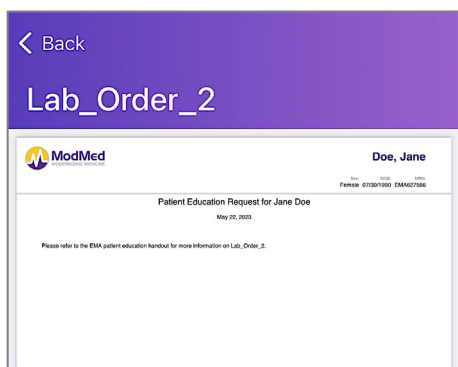 Back
Lab_Order_2
ModMed
MODERNIZING MEDICINE
Doe, Jane
Sex: DOB: MRN:
Female 07/30/1990 EMA627586
Patient Education Request for Jane Doe
May 22, 2023
Please refer to the EMA patient education handout for more information on Lab_Order_2.